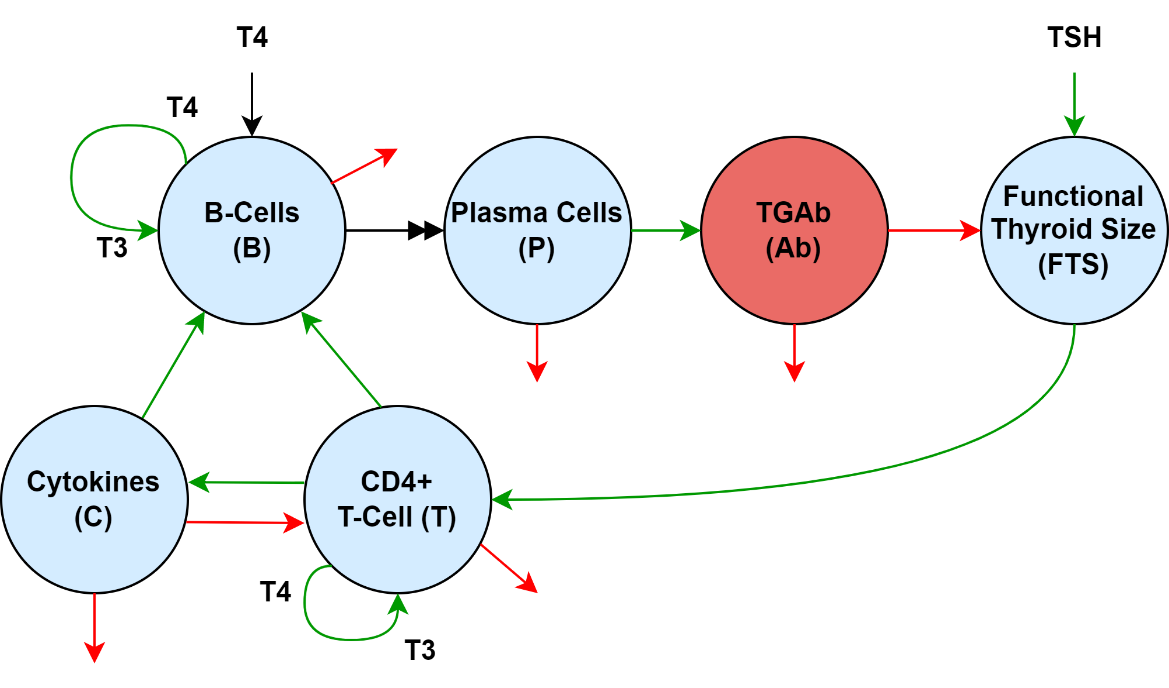 T4
TSH
T4
B-Cells
(B)
T3
Plasma Cells
(P)
TGAb
(Ab)
Functional
Thyroid Size
(FTS)
Cytokines
(C)
CD4+
T-Cell (T)
T4
T3